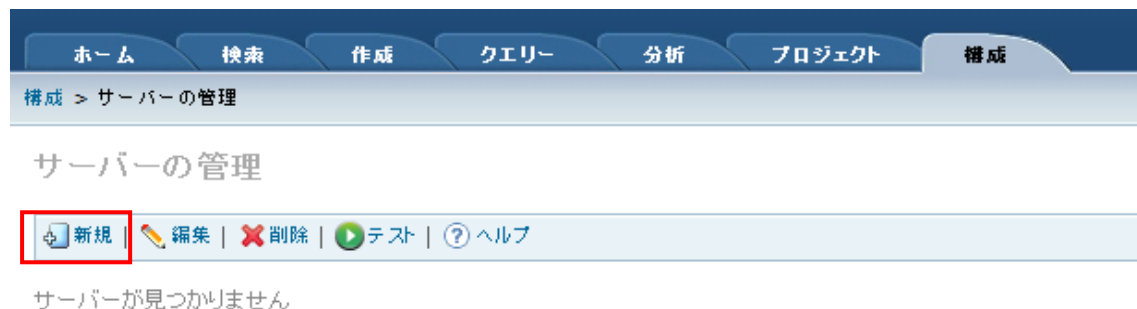 ホーム 検索 作成 クエリー 分析 プロジェクト 構成
構成 > サーバーの管理
サーバーの管理
新規 | 編集 | 削除 | テスト | ヘルプ
サーバーが見つかりません